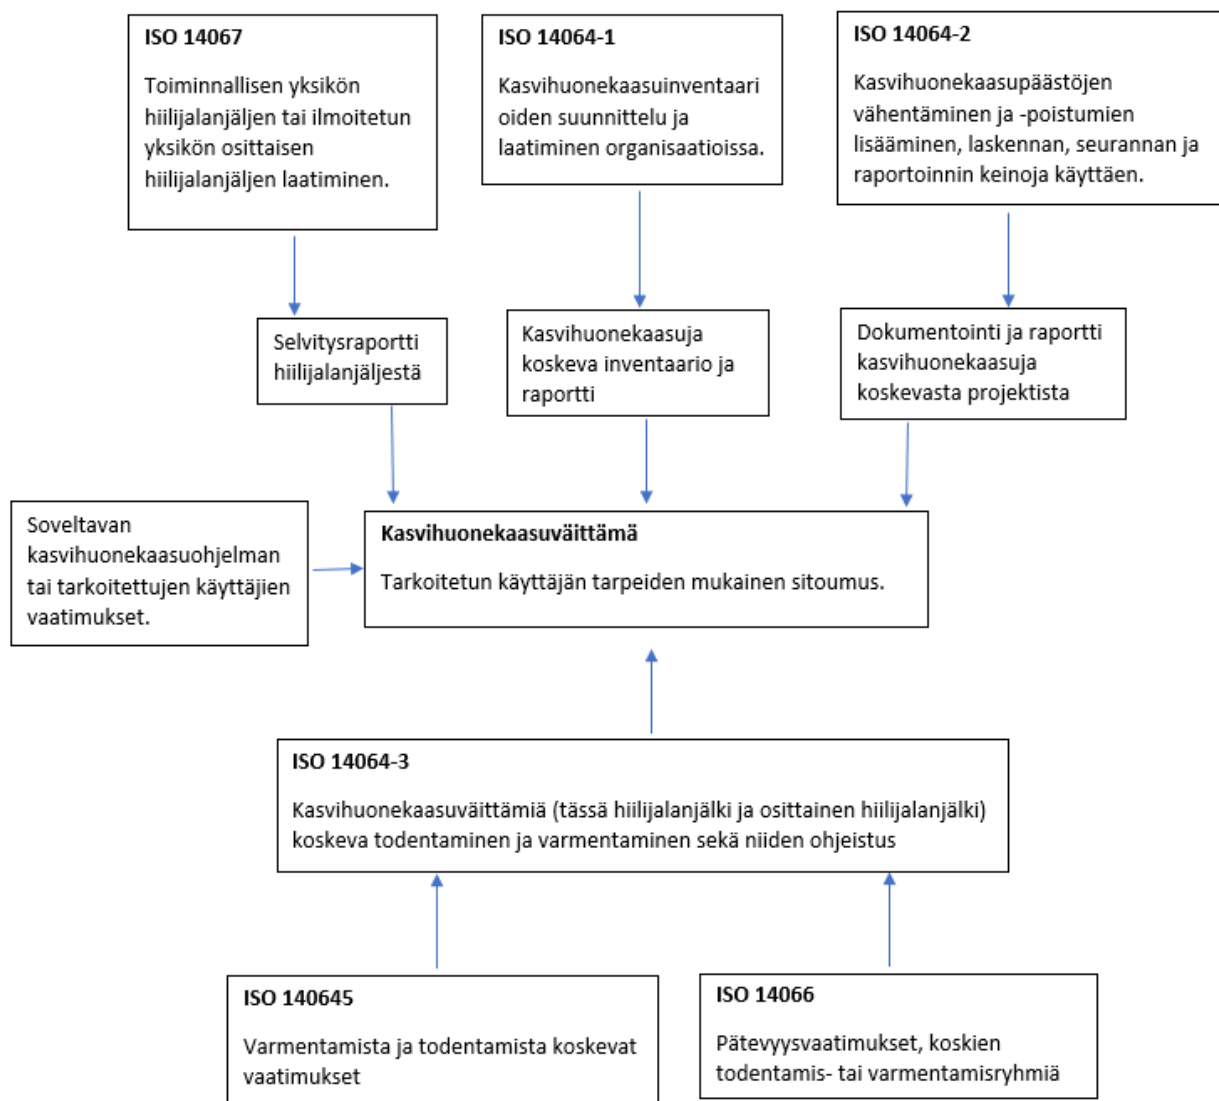 ISO 14067
Toiminnallisen yksikön
hiilijalanjäljen tai ilmoitetun
yksikön osittaisen
hiilijalanjäljen laatiminen.
ISO 14064-1
Kasvihuonekaasuinventaari
oiden suunnittelu ja
laatiminen organisaatioissa.
ISO 14064-2
Kasvihuonekaasupäästöjen
vähentäminen ja -poistumien
lisääminen, laskennan, seurannan ja
raportoinnin keinoja käyttäen.
Selvitysraportti
hiilijalanjäljestä
Kasvihuonekaasuja
koskeva inventaario ja
raportti
Dokumentointi ja raportti
kasvihuonekaasuja
koskevasta projektista
Soveltavan
kasvihuonekaasuohjelman
tai tarkoitettujen käyttäjien
vaatimukset.
Kasvihuonekaasuväittämä
Tarkoitetun käyttäjän tarpeiden mukainen sitoumus.
ISO 14064-3
Kasvihuonekaasuväittämiä (tässä hiilijalanjälki ja osittainen hiilijalanjälki)
koskeva todentaminen ja varmentaminen sekä niiden ohjeistus
ISO 140645
Varmentamista ja todentamista koskevat
vaatimukset
ISO 14066
Pätevyysvaatimukset, koskien
todentamis- tai varmentamisryhmiä